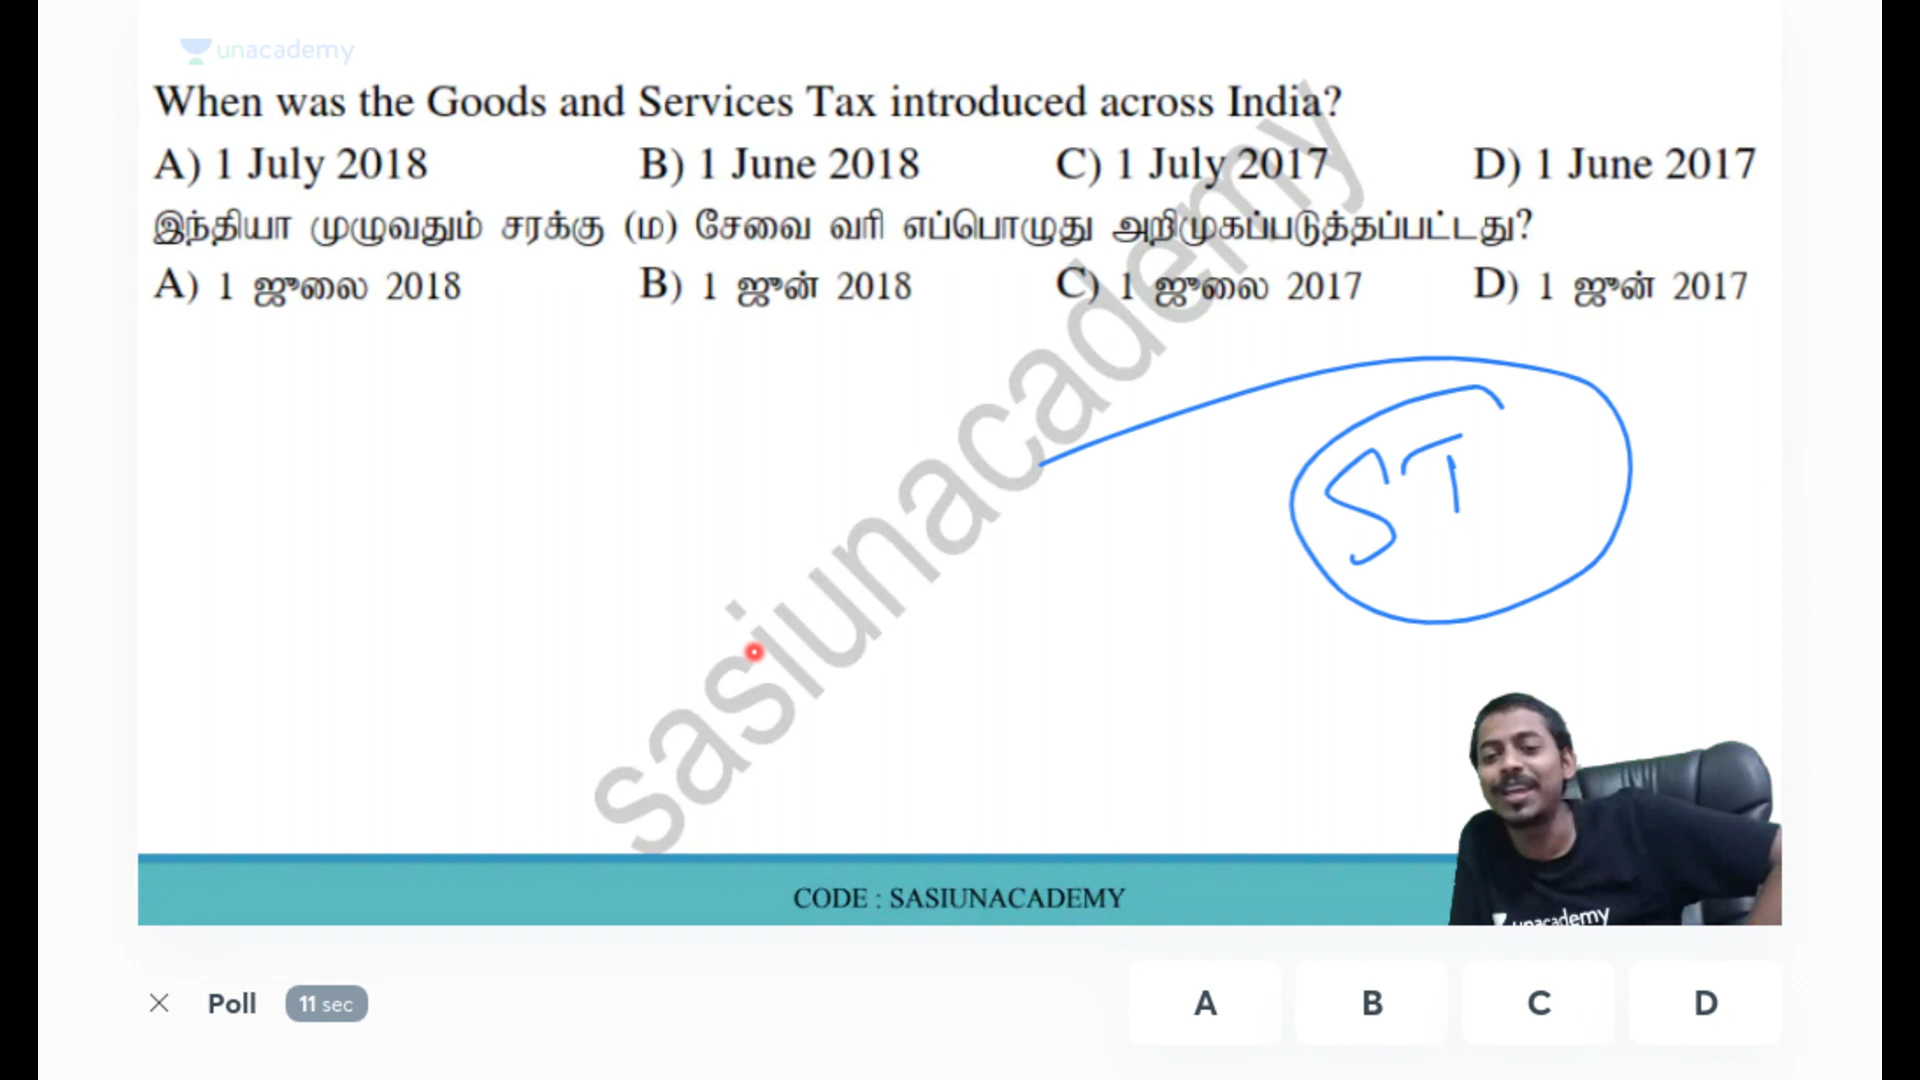 unacademy
When was the Goods and Services Tax introduced across India?
A) 1 July 2018 B) 1 June 2018 C) 1 July 2017 D) 1 June 2017
இந்தியா முழுவதும் சரக்கு (ம) சேவை வரி எப்பொழுது அறிமுகப்படுத்தப்பட்டது?
A) 1 ஜுலை 2018 B) 1 ஜுன் 2018 C) 1 ஜுலை 2017 D) 1 ஜுன் 2017
ST
sasiunacademy
unacademy
CODE : SASIUNACADEMY
Poll 11 sec A B C D